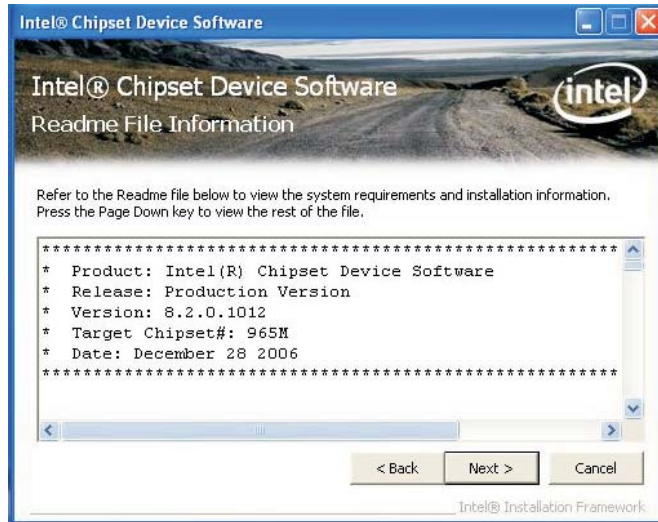 Intel® Chipset Device Software
Intel® Chipset Device Software
intel®
Readme File Information
Refer to the Readme file below to view the system requirements and installation information.
Press the Page Down key to view the rest of the file.
********************************************************
* Product: Intel(R) Chipset Device Software
* Release: Production Version
* Version: 8.2.0.1012
* Target Chipset#: 965M
* Date: December 28 2006
********************************************************
< Back Next > Cancel
Intel® Installation Framework